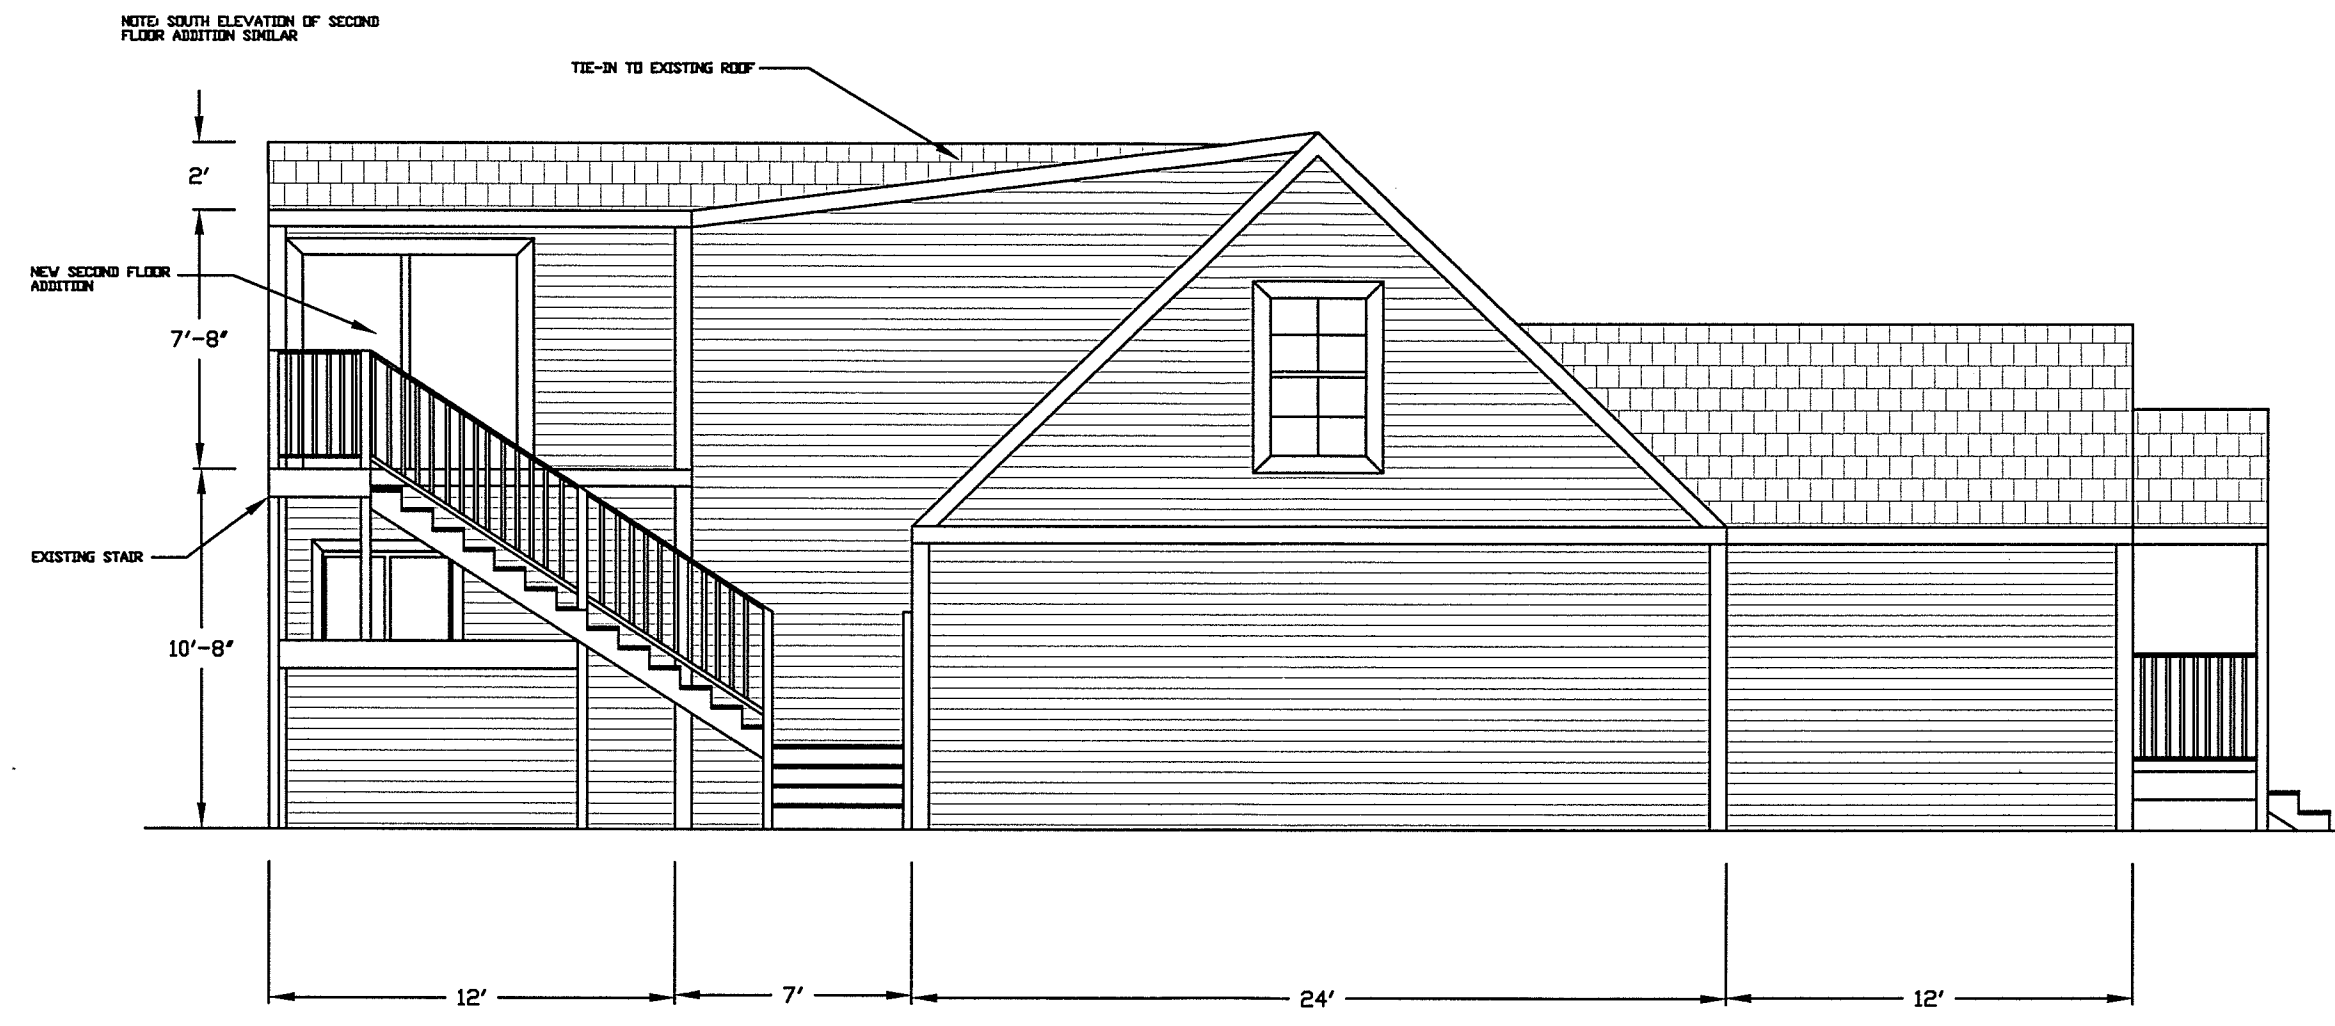 NOTE: SOUTH ELEVATION OF SECOND
FLOOR ADDITION SIMILAR
TIE-IN TO EXISTING ROOF
2'
NEW SECOND FLOOR
ADDITION
7'-8"
EXISTING STAIR
10'-8"
12'
7'
24'
12'